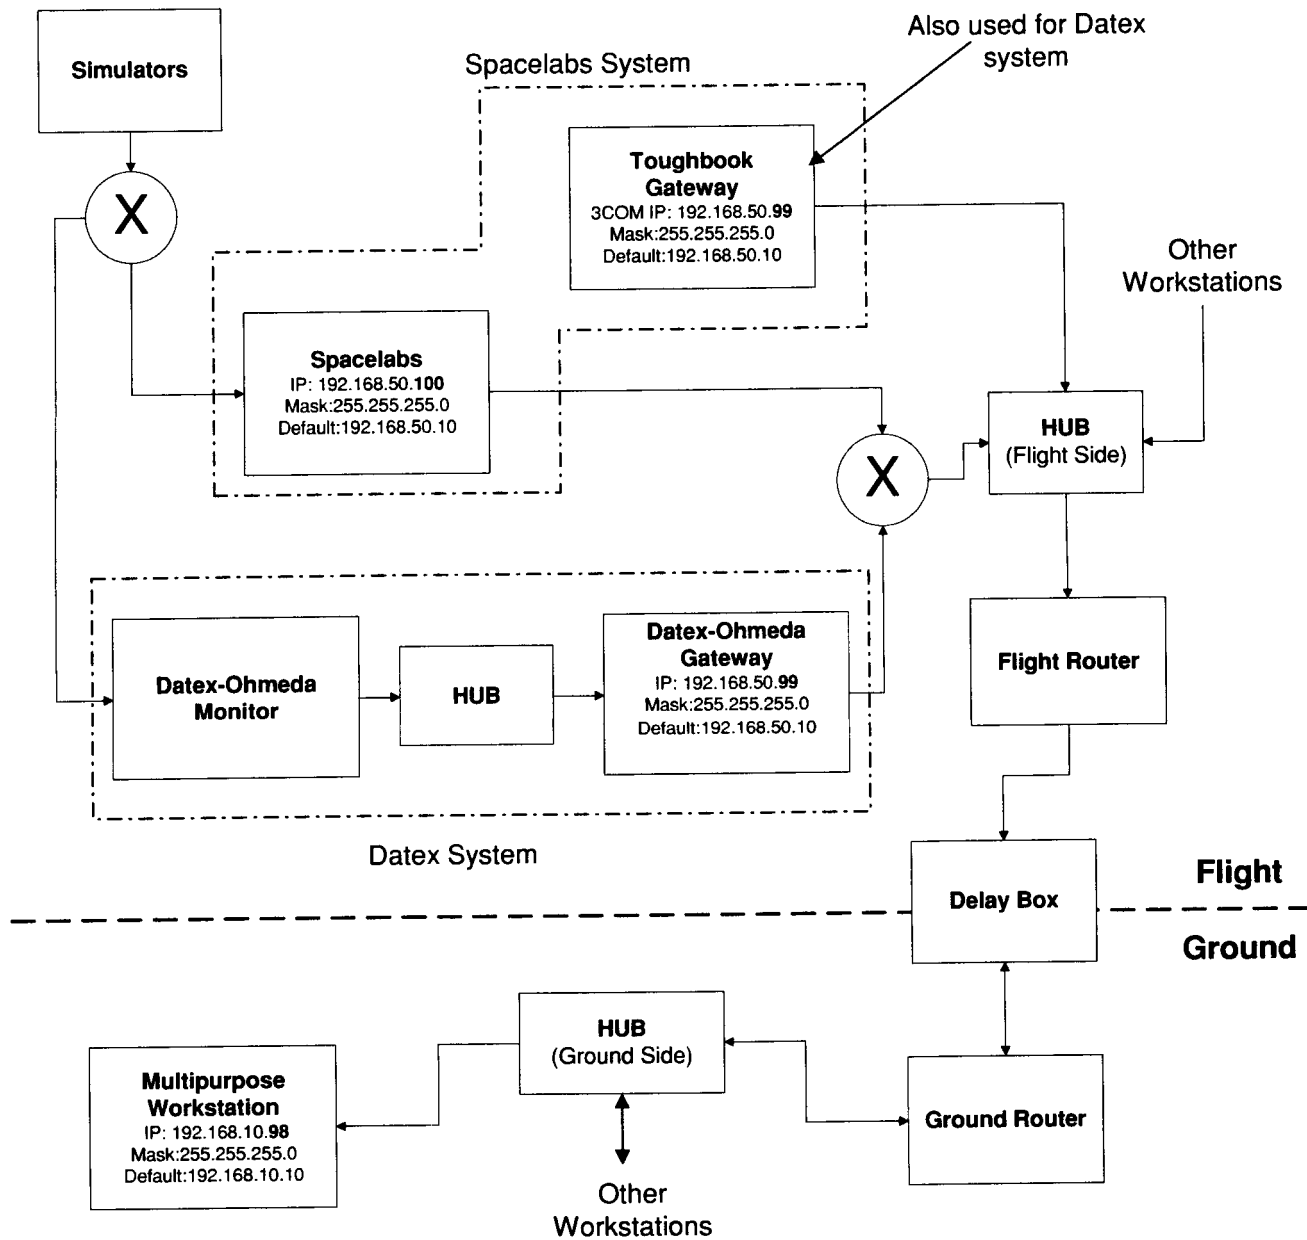 Simulators
Also used for Datex
system
Spacelabs System
X
Toughbook
Gateway
3COM IP: 192.168.50.99
Mask:255.255.255.0
Default:192.168.50.10
Other
Workstations
Spacelabs
IP: 192.168.50.100
Mask:255.255.255.0
Default:192.168.50.10
HUB
(Flight Side)
X
Datex-Ohmeda
Monitor
HUB
Datex-Ohmeda
Gateway
IP: 192.168.50.99
Mask:255.255.255.0
Default:192.168.50.10
Flight Router
Datex System
Delay Box
Flight
Ground
HUB
(Ground Side)
Multipurpose
Workstation
IP: 192.168.10.98
Mask:255.255.255.0
Default:192.168.10.10
Ground Router
Other
Workstations